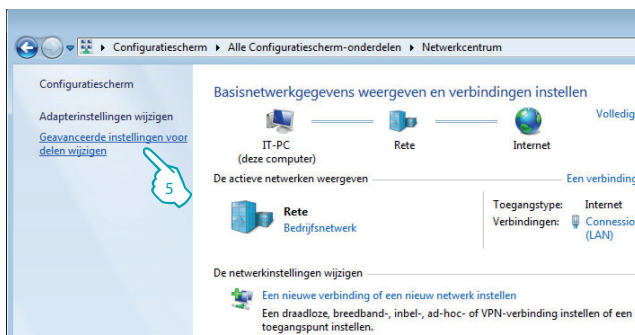 Configuratiescherm ▸ Alle Configuratiescherm-onderdelen ▸ Netwerkcentrum
Configuratiescherm
Adapterinstellingen wijzigen
Geavanceerde instellingen voor
delen wijzigen
5
Basisnetwerkgegevens weergeven en verbindingen instellen
Volledig
IT-PC
(deze computer)
Rete
Internet
De actieve netwerken weergeven
Een verbinding
Rete
Bedrijfsnetwerk
Toegangstype: Internet
Verbindingen: Connessio
(LAN)
De netwerkinstellingen wijzigen
Een nieuwe verbinding of een nieuw netwerk instellen
Een draadloze, breedband-, inbel-, ad-hoc- of VPN-verbinding instellen of een
toegangspunt instellen.